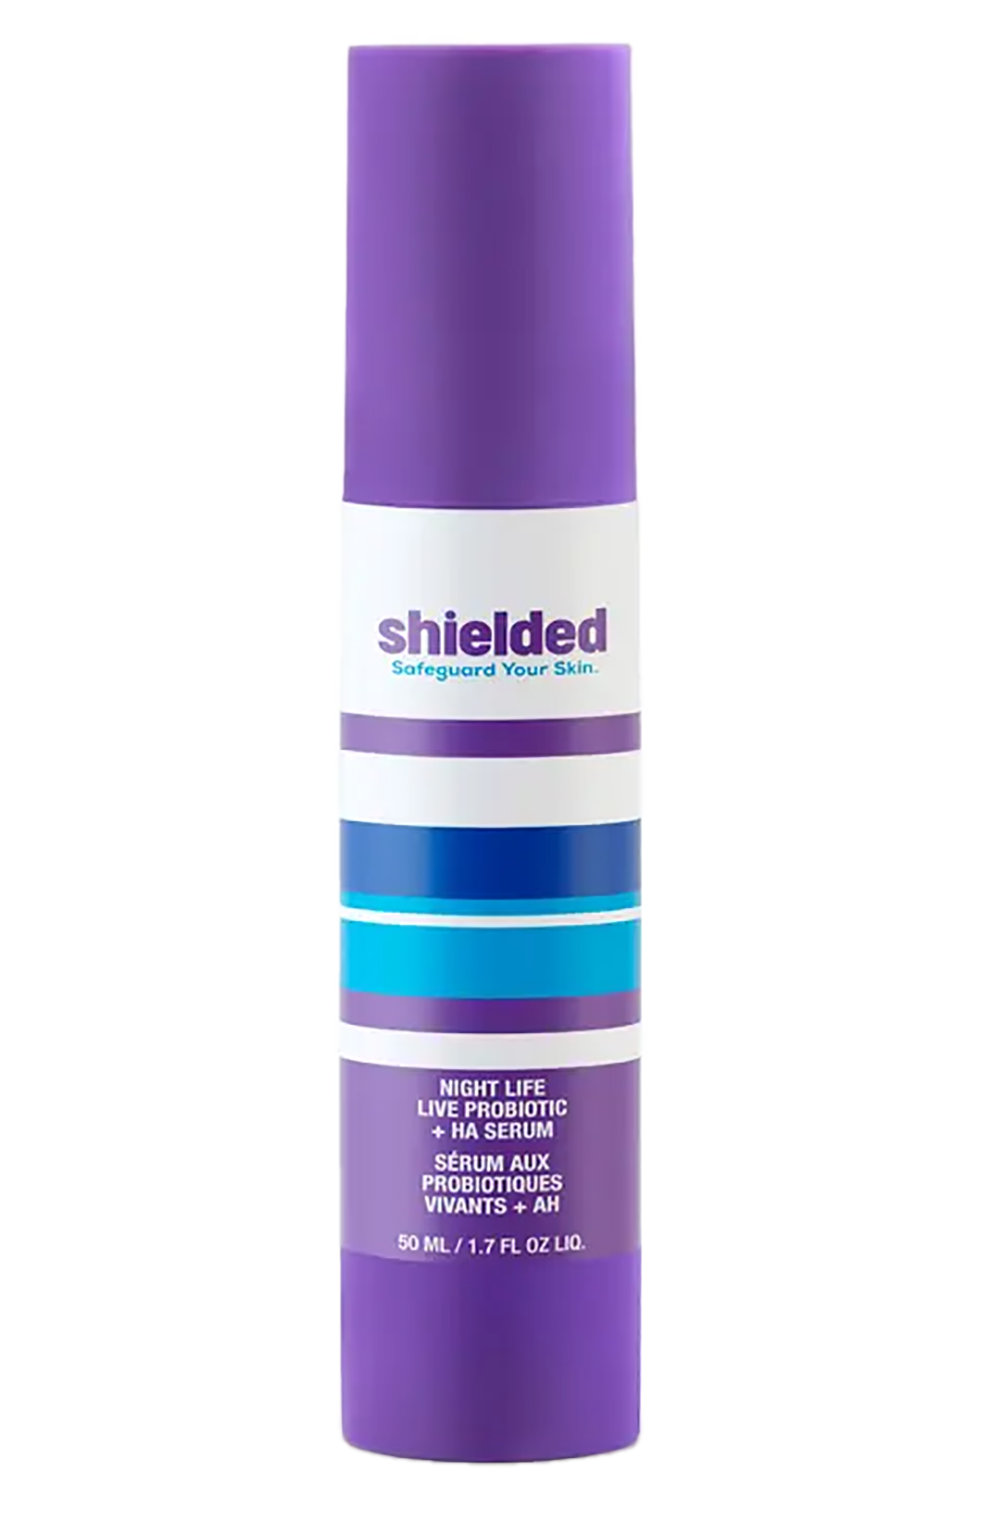 shielded
Safeguard Your Skin.
NIGHT LIFE
LIVE PROBIOTIC
+ HA SERUM
SÉRUM AUX
PROBIOTIQUES
VIVANTS + AH
50 ML / 1.7 FL OZ LIQ.